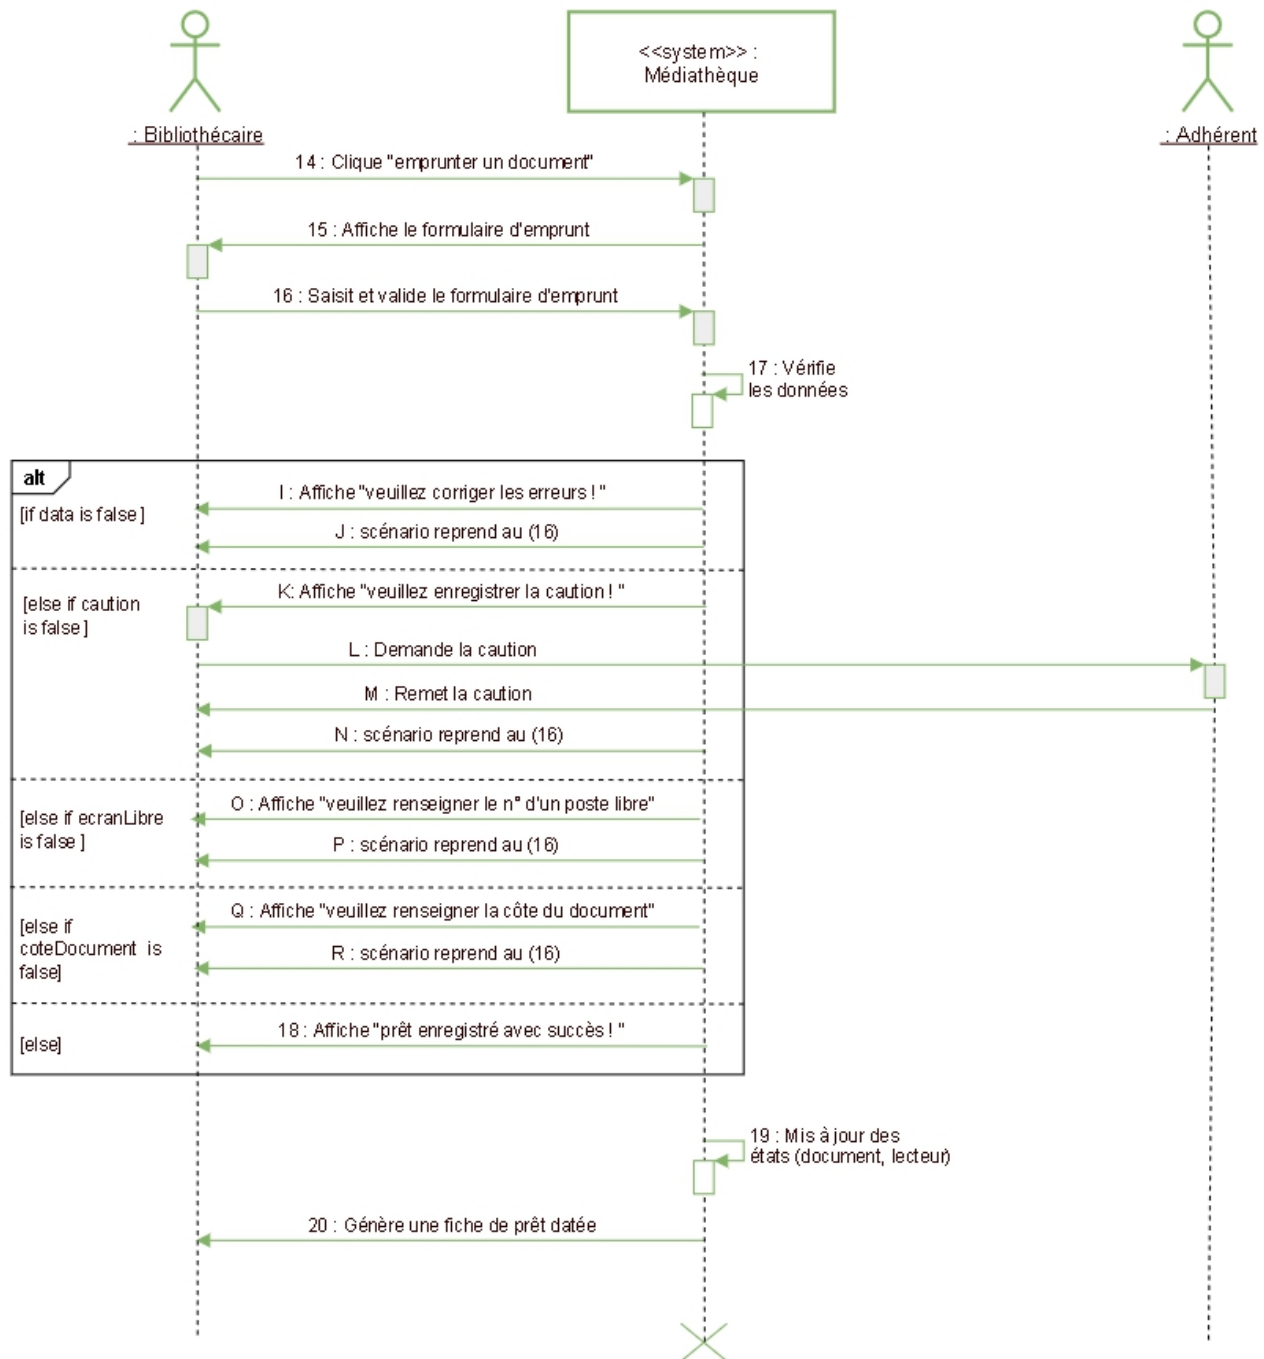 <<system>> :
Médiathèque
: Bibliothécaire
: Adhérent
14 : Clique "emprunter un document"
15 : Affiche le formulaire d'emprunt
16 : Saisit et valide le formulaire d'emprunt
17 : Vérifie
les données
alt
[if data is false ]
I : Affiche "veuillez corriger les erreurs ! "
J : scénario reprend au (16)
[else if caution
is false ]
K: Affiche "veuillez enregistrer la caution ! "
L : Demande la caution
M : Remet la caution
N : scénario reprend au (16)
[else if ecranLibre
is false ]
O : Affiche "veuillez renseigner le n° d'un poste libre"
P : scénario reprend au (16)
[else if
coteDocument is
false]
Q : Affiche "veuillez renseigner la côte du document"
R : scénario reprend au (16)
[else]
18 : Affiche "prêt enregistré avec succès ! "
19 : Mis à jour des
états (document, lecteur)
20 : Génère une fiche de prêt datée